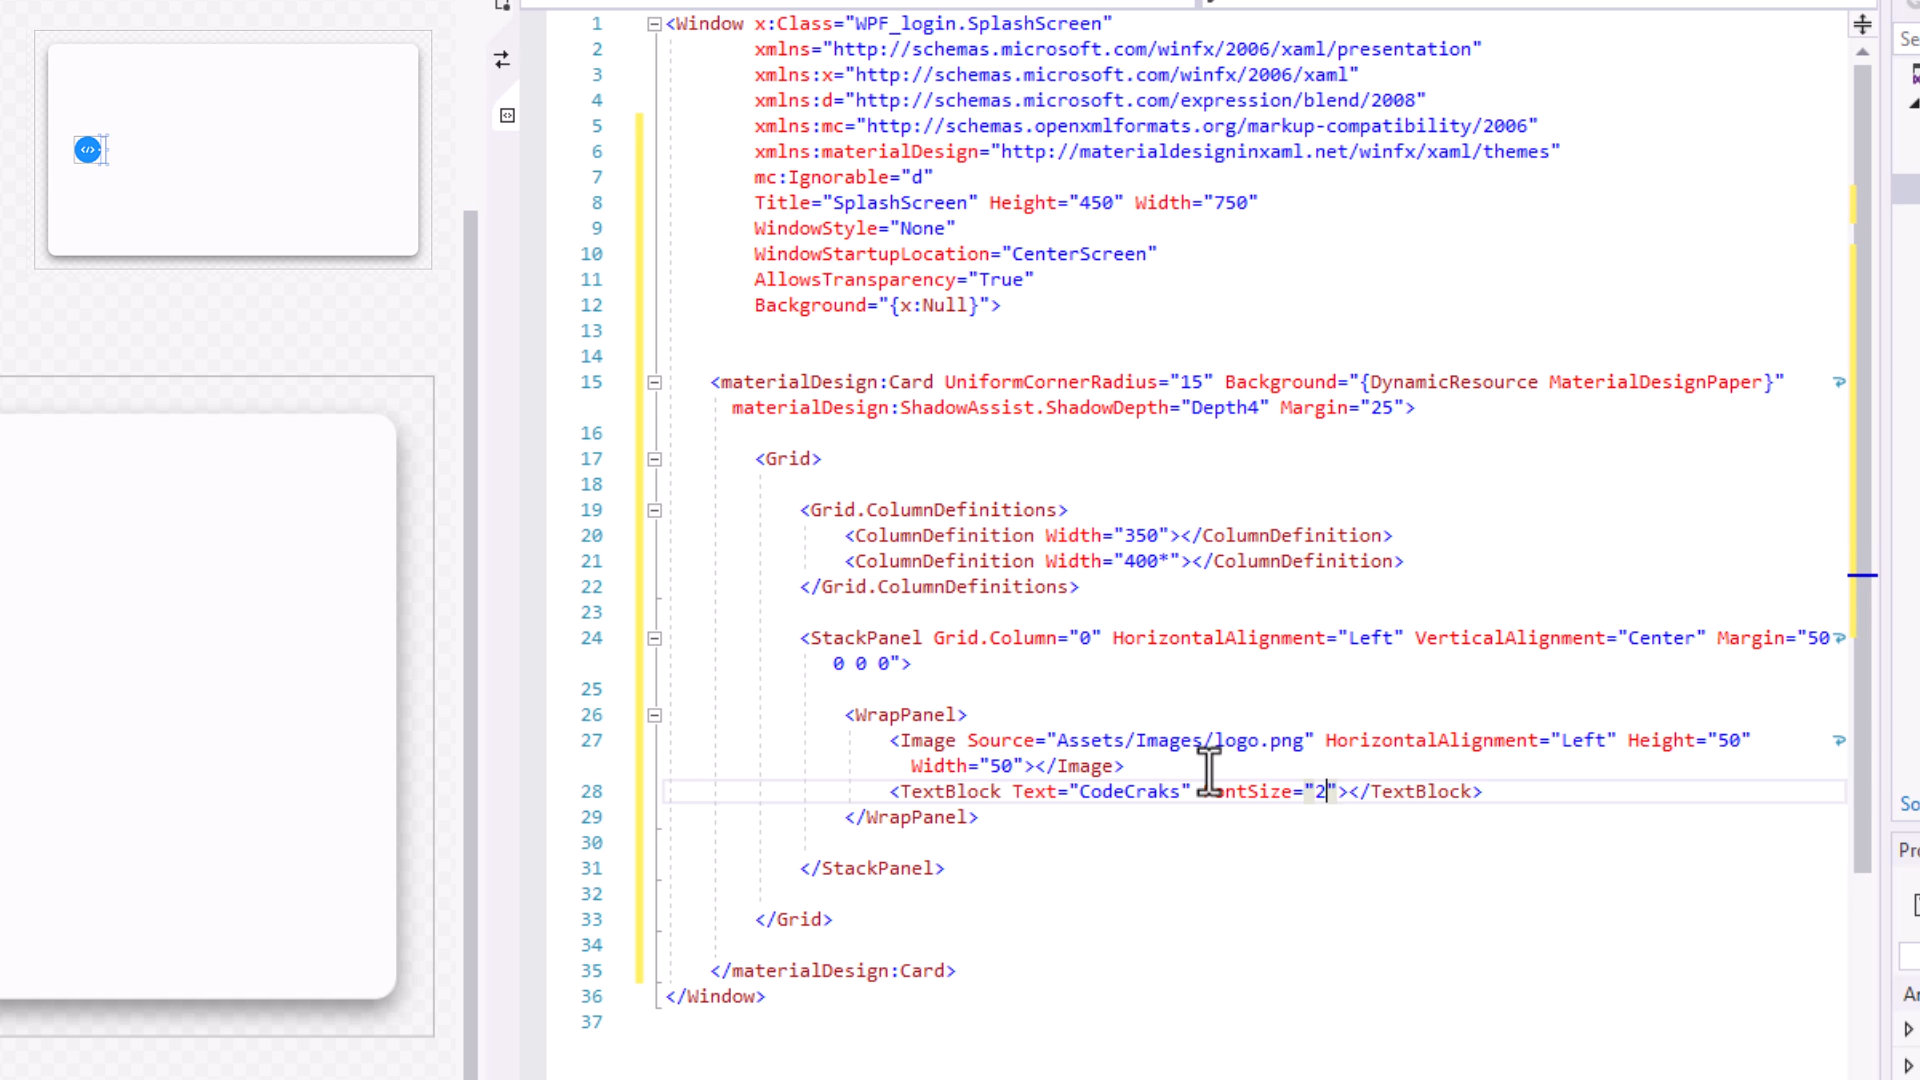 1 <Window x:Class="WPF_login.SplashScreen"
2 xmlns="http://schemas.microsoft.com/winfx/2006/xaml/presentation"
3 xmlns:x="http://schemas.microsoft.com/winfx/2006/xaml"
4 xmlns:d="http://schemas.microsoft.com/expression/blend/2008"
5 xmlns:mc="http://schemas.openxmlformats.org/markup-compatibility/2006"
6 xmlns:materialDesign="http://materialdesigninxaml.net/winfx/xaml/themes"
7 mc:Ignorable="d"
8 Title="SplashScreen" Height="450" Width="750"
9 WindowStyle="None"
10 WindowStartupLocation="CenterScreen"
11 AllowsTransparency="True"
12 Background="{x:Null}">
13
14
15 <materialDesign:Card UniformCornerRadius="15" Background="{DynamicResource MaterialDesignPaper}"
materialDesign:ShadowAssist.ShadowDepth="Depth4" Margin="25">
16
17 <Grid>
18
19 <Grid.ColumnDefinitions>
20 <ColumnDefinition Width="350"></ColumnDefinition>
21 <ColumnDefinition Width="400*"></ColumnDefinition>
22 </Grid.ColumnDefinitions>
23
24 <StackPanel Grid.Column="0" HorizontalAlignment="Left" VerticalAlignment="Center" Margin="50
0 0 0">
25
26 <WrapPanel>
27 <Image Source="Assets/Images/logo.png" HorizontalAlignment="Left" Height="50"
Width="50"></Image>
28 <TextBlock Text="CodeCraks" ntSize="2"></TextBlock>
29 </WrapPanel>
30
31 </StackPanel>
32
33 </Grid>
34
35 </materialDesign:Card>
36 </Window>
37